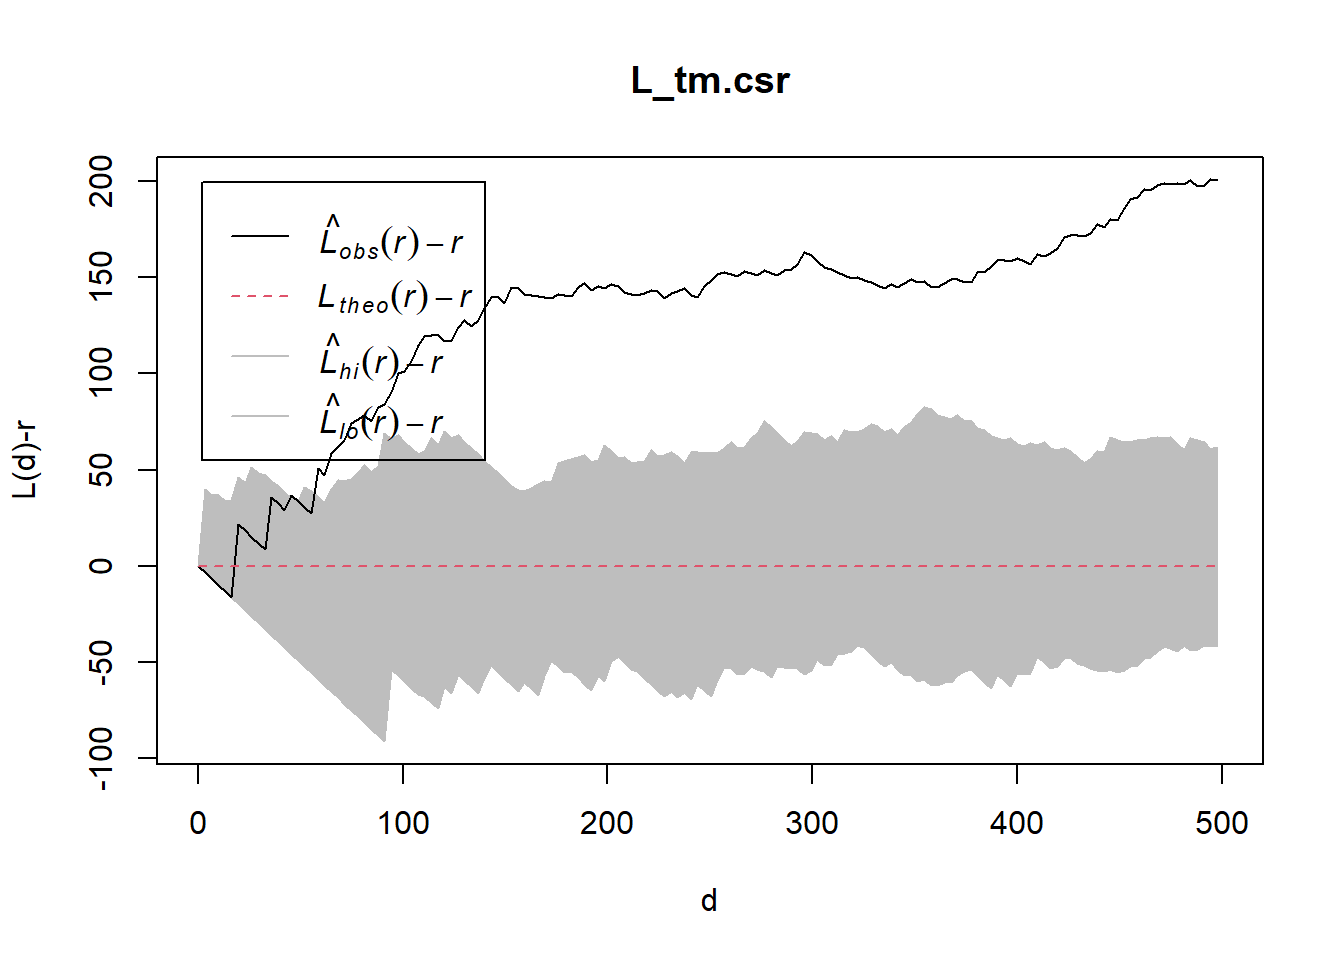 L_tm.csr
200
150
100
50
0
-50
-100
L(d)-r
L̂obs(r) − r
Ltheo(r) − r
L̂hi(r) − r
L̂lo(r) − r
0 100 200 300 400 500
d